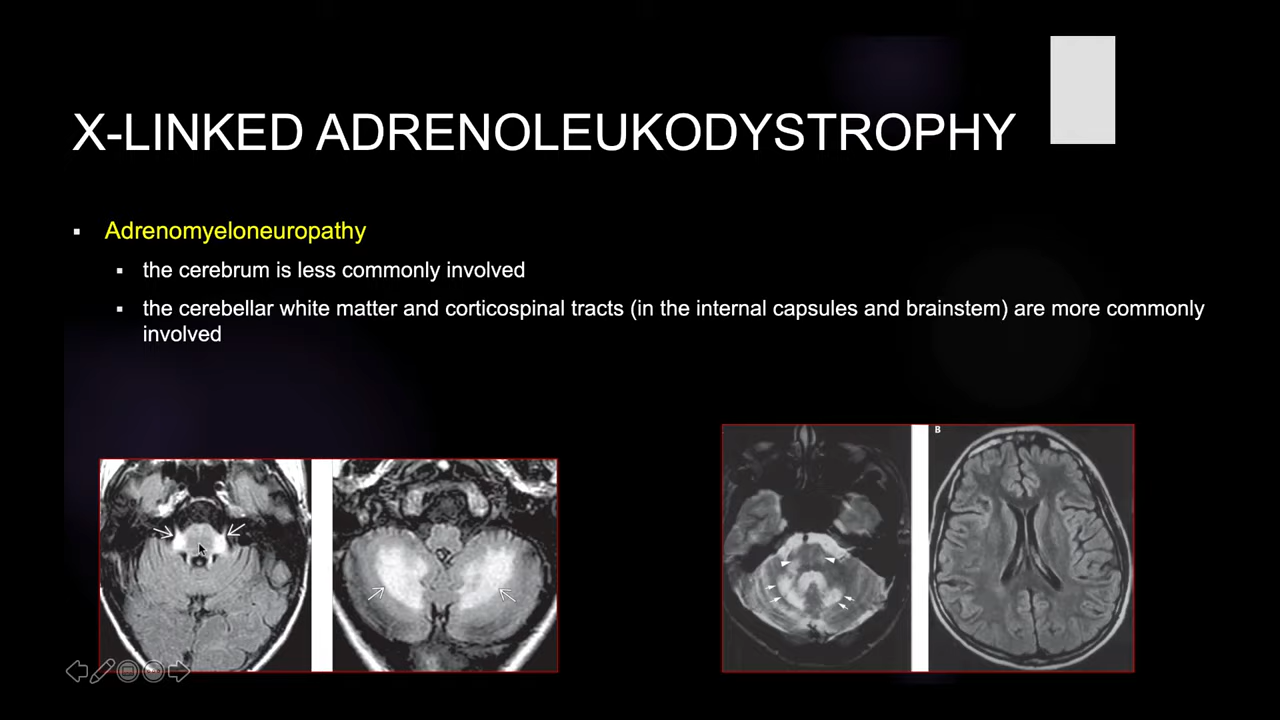 X-LINKED ADRENOLEUKODYSTROPHY
Adrenomyeloneuropathy
the cerebrum is less commonly involved
the cerebellar white matter and corticospinal tracts (in the internal capsules and brainstem) are more commonly
involved
B